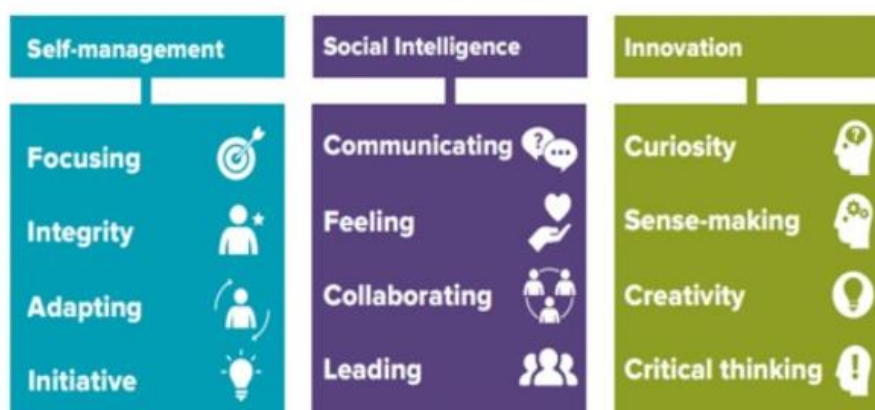 Self-management
Focusing
Integrity
Adapting
Initiative
Social Intelligence
Communicating
Feeling
Collaborating
Leading
Innovation
Curiosity
Sense-making
Creativity
Critical thinking